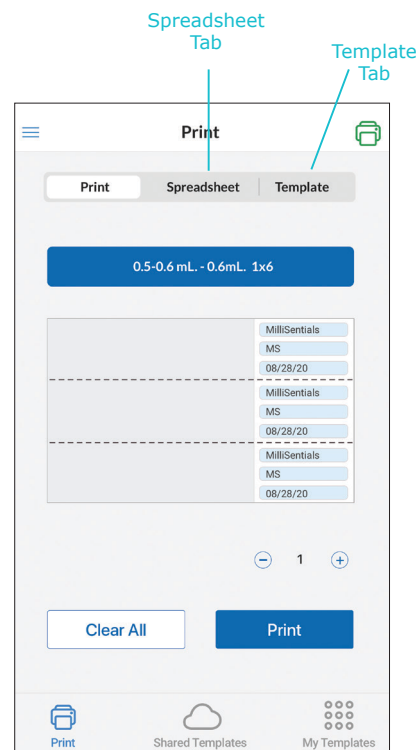 Spreadsheet
Tab
Template
Tab
Print
Print Spreadsheet Template
0.5-0.6 mL. - 0.6mL. 1x6
MilliSentials
MS
08/28/20
MilliSentials
MS
08/28/20
MilliSentials
MS
08/28/20
1
Clear All Print
Print Shared Templates My Templates